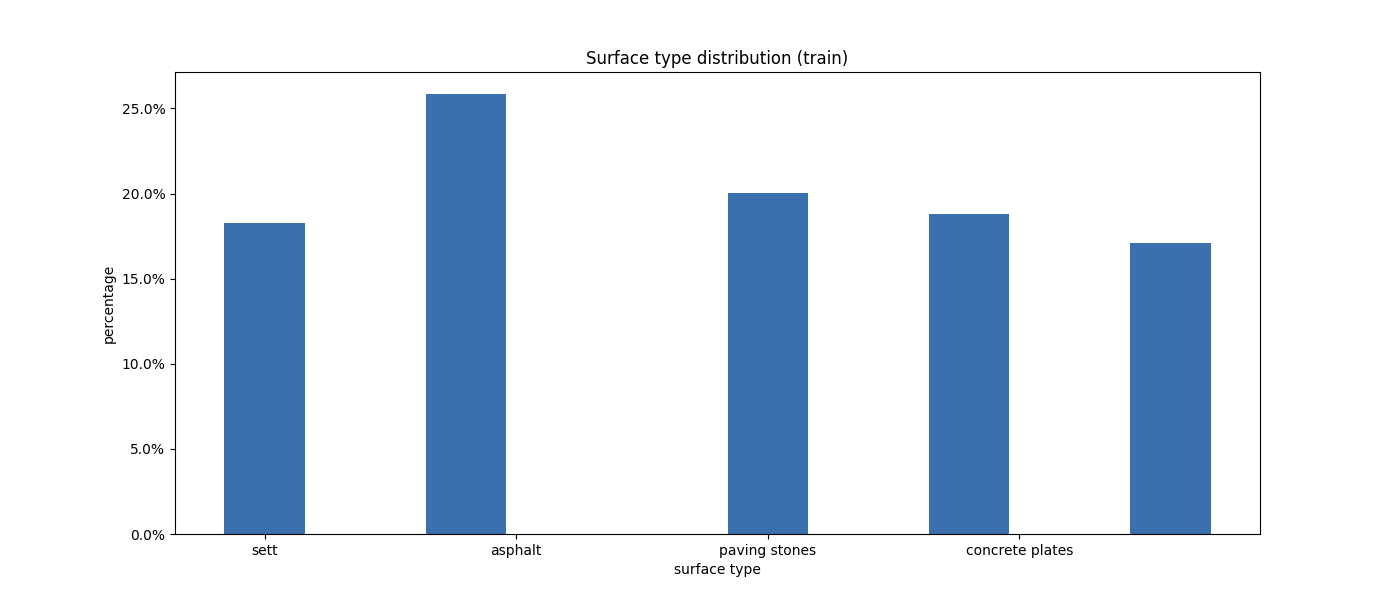 Surface type distribution (train)
25.0%
20.0%
15.0%
10.0%
5.0%
0.0%
percentage
sett asphalt paving stones concrete plates
surface type